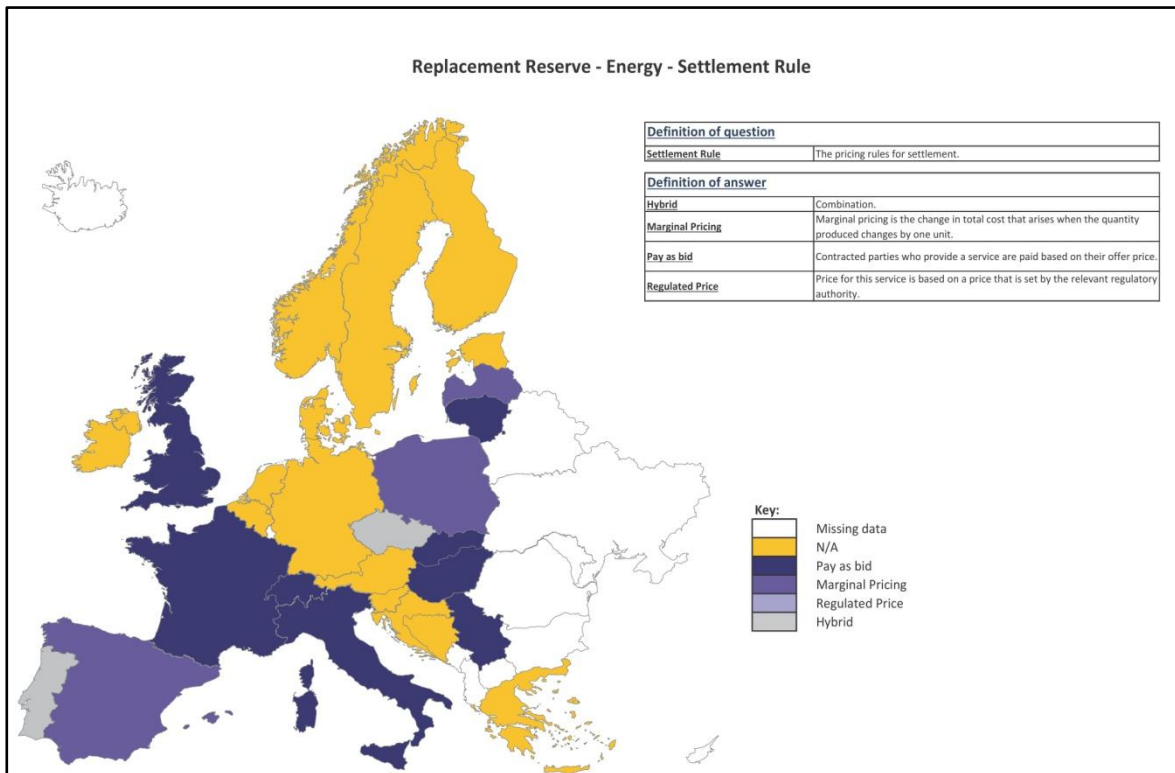 Replacement Reserve - Energy - Settlement Rule
Definition of question
Settlement Rule The pricing rules for settlement.
Definition of answer
Hybrid Combination.
Marginal Pricing Marginal pricing is the change in total cost that arises when the quantity
produced changes by one unit.
Pay as bid Contracted parties who provide a service are paid based on their offer price.
Regulated Price Price for this service is based on a price that is set by the relevant regulatory
authority.
Key:
Missing data
N/A
Pay as bid
Marginal Pricing
Regulated Price
Hybrid